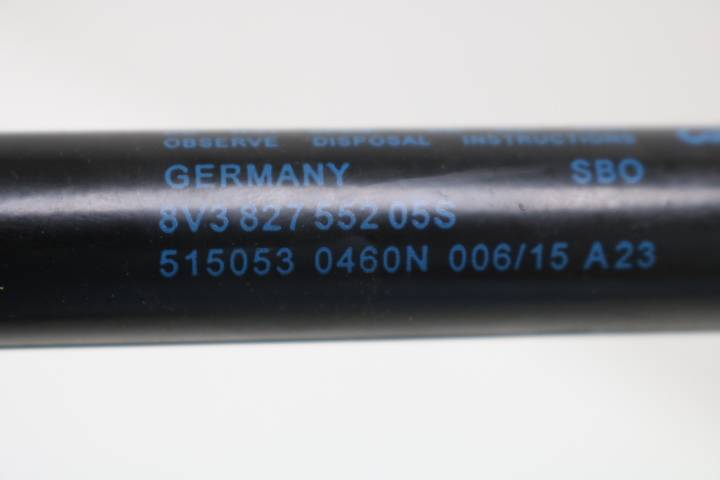 OBSERVE DISPOSAL INSTRUCTIONS
GERMANY SBO
8V3 827 552 05S
515053 0460N 006/15 A23